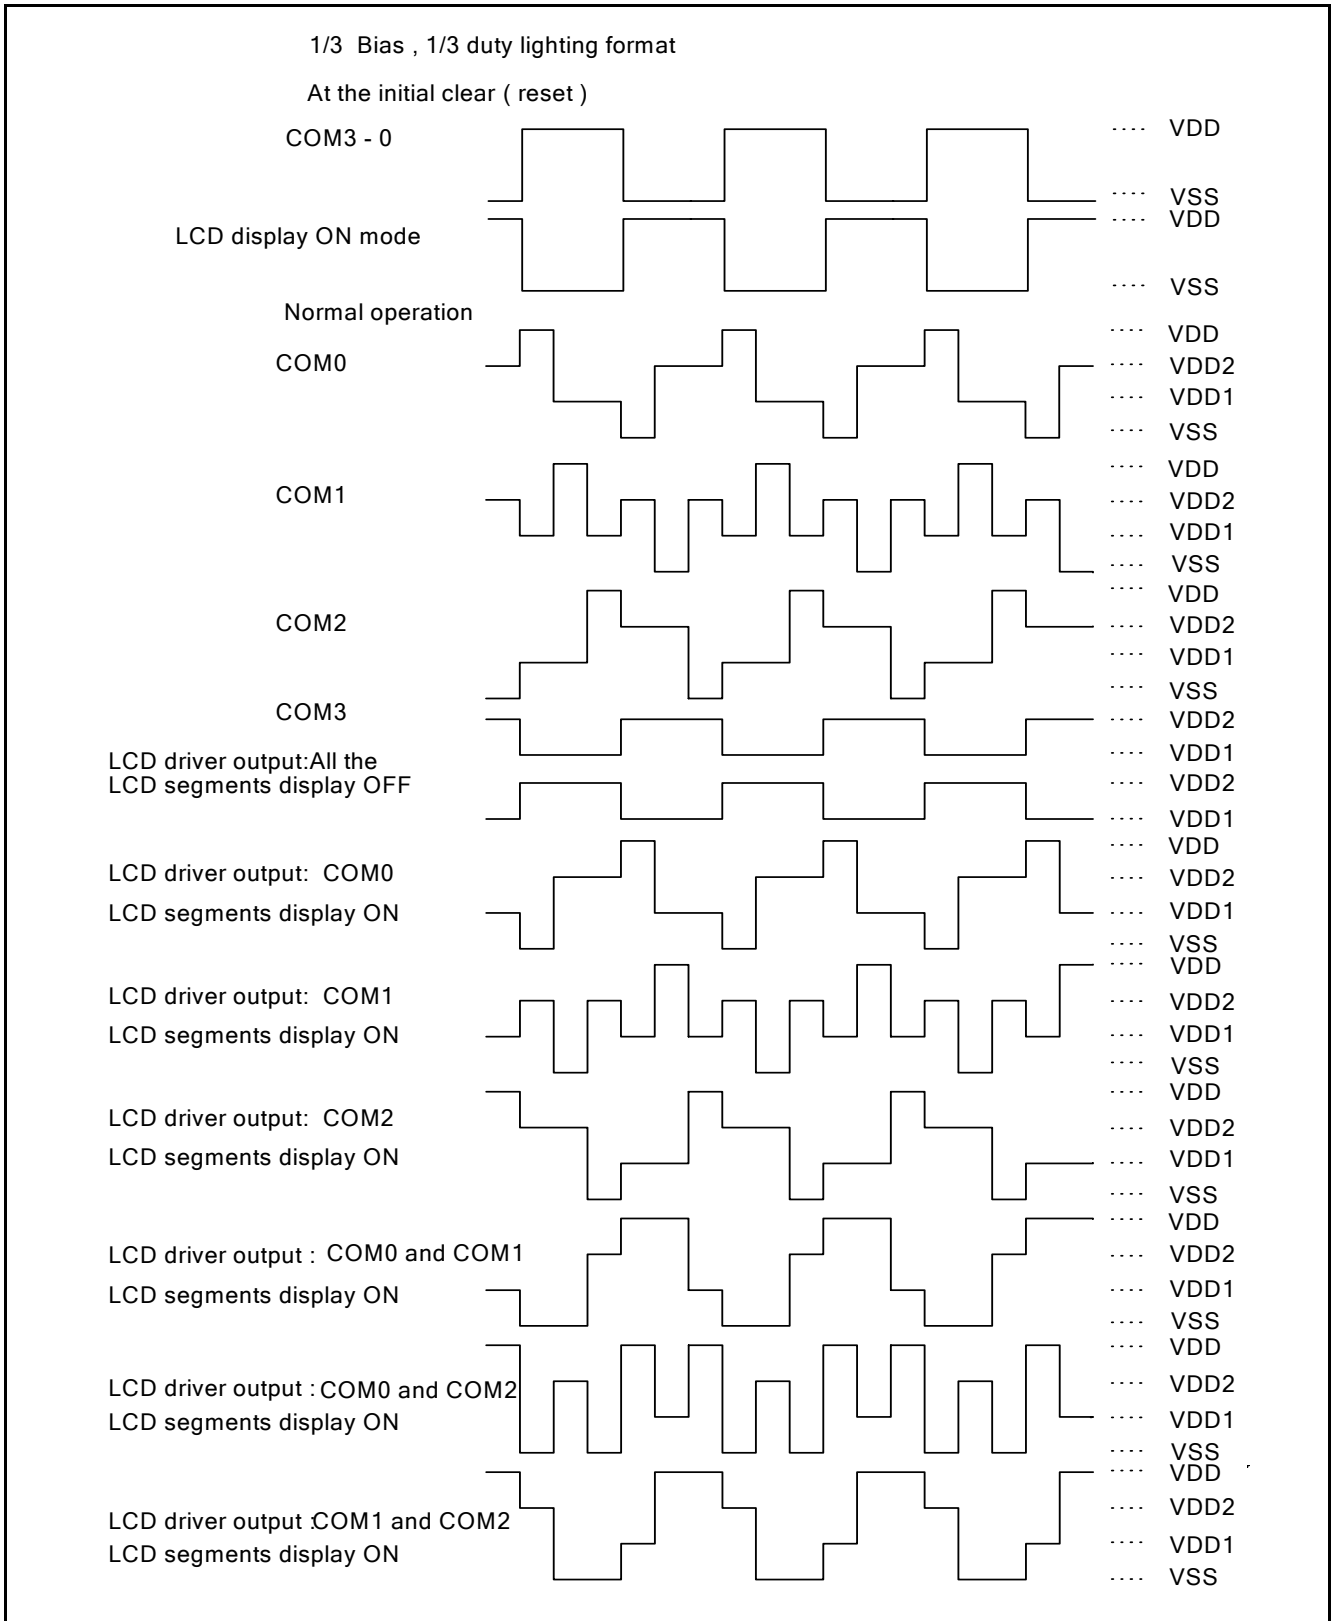 1/3 Bias , 1/3 duty lighting format
At the initial clear ( reset )
COM3 - 0
VDD
VSS
LCD display ON mode
VDD
VSS
Normal operation
COM0
VDD
VDD2
VDD1
VSS
COM1
VDD
VDD2
VDD1
VSS
COM2
VDD
VDD2
VDD1
VSS
COM3
VDD2
VDD1
LCD driver output:All the
LCD segments display OFF
VDD2
VDD1
LCD driver output: COM0
LCD segments display ON
VDD
VDD2
VDD1
VSS
LCD driver output: COM1
LCD segments display ON
VDD
VDD2
VDD1
VSS
LCD driver output: COM2
LCD segments display ON
VDD
VDD2
VDD1
VSS
LCD driver output : COM0 and COM1
LCD segments display ON
VDD
VDD2
VDD1
VSS
LCD driver output : COM0 and COM2
LCD segments display ON
VDD
VDD2
VDD1
VSS
LCD driver output :COM1 and COM2
LCD segments display ON
VDD
VDD2
VDD1
VSS